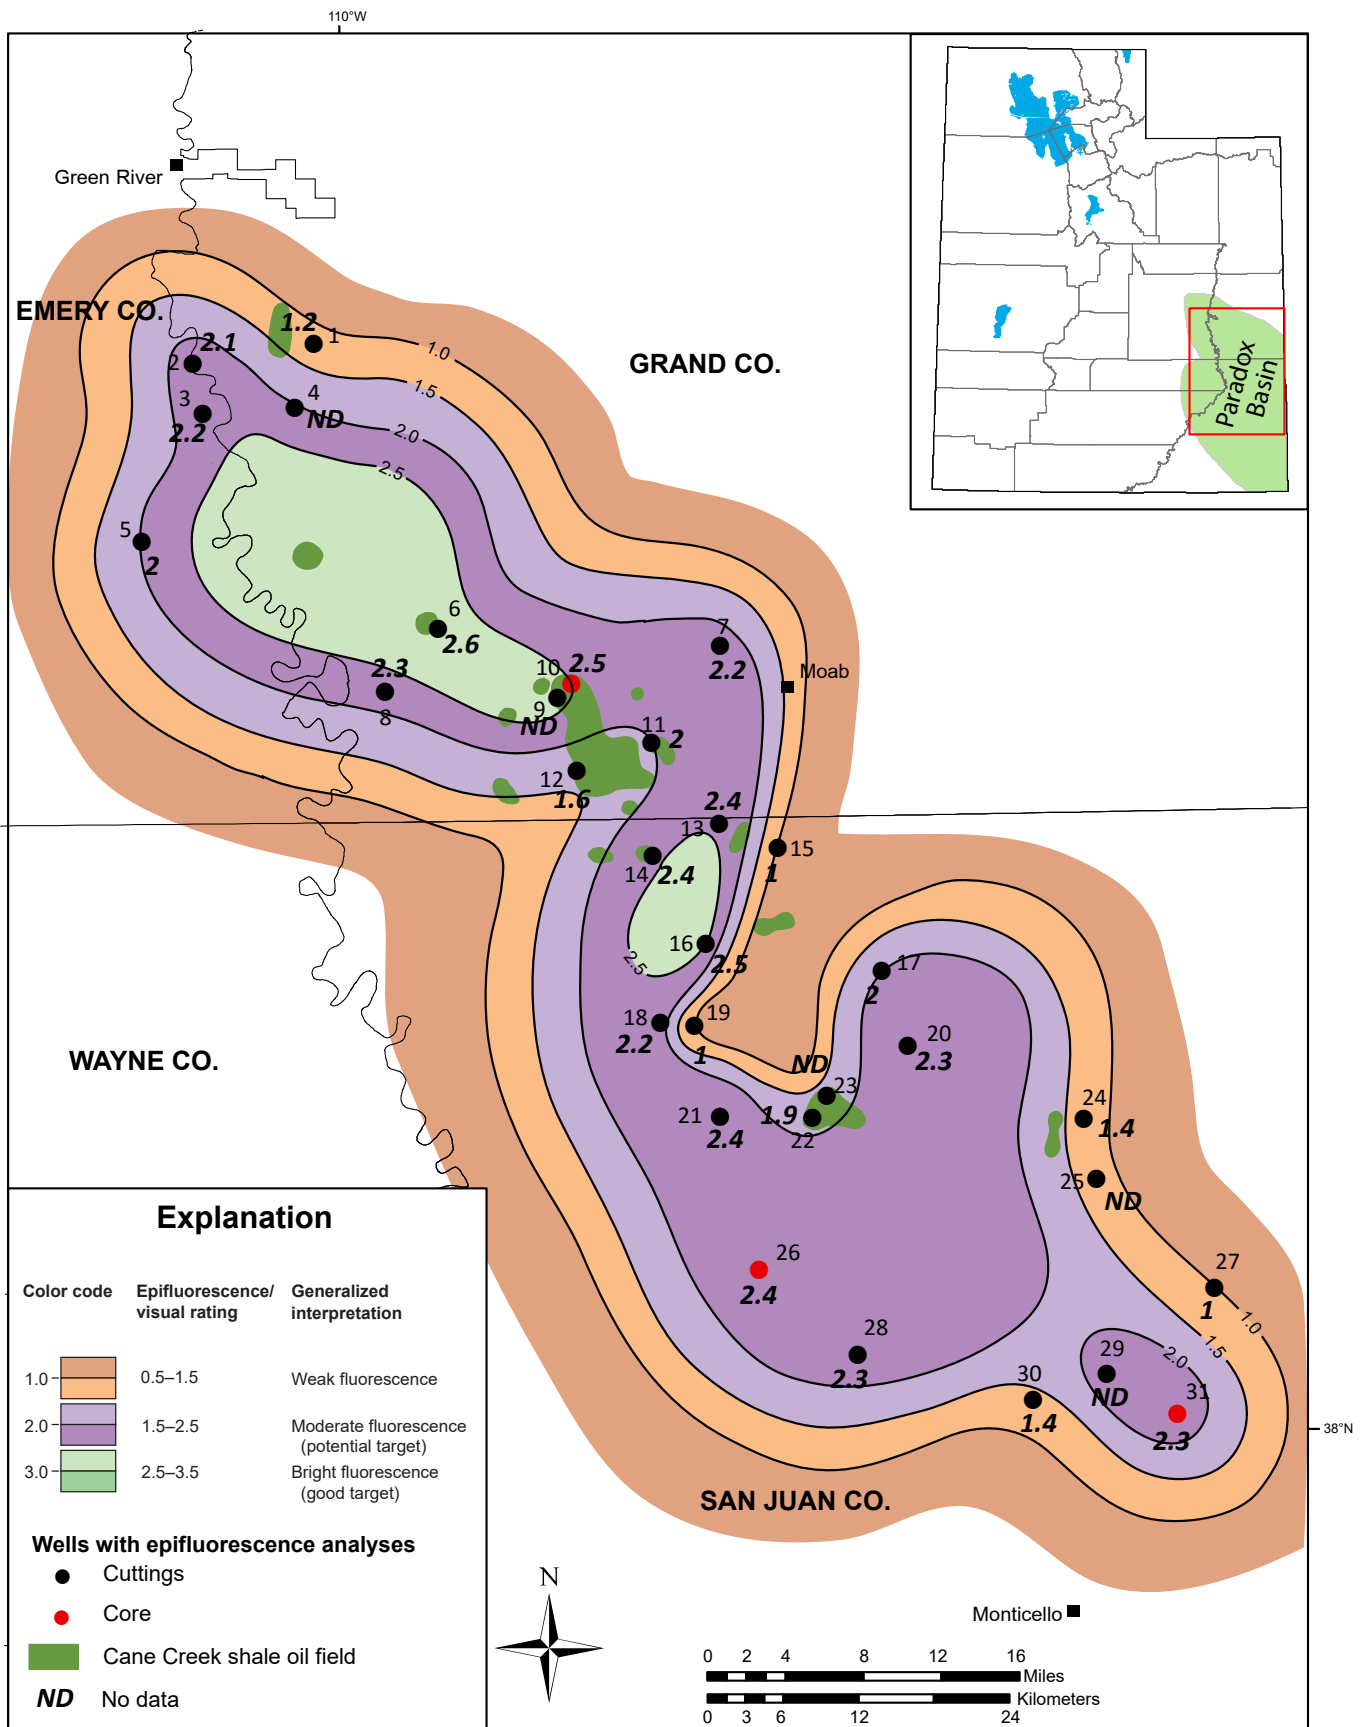 110°W
Green River
EMERY CO.
GRAND CO.
WAYNE CO.
SAN JUAN CO.
Moab
Monticello
38°N
Paradox
Basin
1.2
1
2.1
2
3
2.2
4
ND
1.0
1.5
2.0
2.5
5
2
6
2.6
7
2.2
2.3
8
10
2.5
9
ND
11
2
12
1.6
2.4
13
14
2.4
15
1
16
2.5
2.5
17
2
18
2.2
19
1
20
2.3
ND
23
21
2.4
1.9
22
24
1.4
25
ND
26
2.4
27
1
1.0
1.5
2.0
28
2.3
29
ND
30
1.4
31
2.3
Explanation
Color code
Epifluorescence/
visual rating
Generalized
interpretation
1.0
0.5–1.5
Weak fluorescence
2.0
1.5–2.5
Moderate fluorescence
(potential target)
3.0
2.5–3.5
Bright fluorescence
(good target)
Wells with epifluorescence analyses
Cuttings
Core
Cane Creek shale oil field
ND No data
N
0 2 4 8 12 16
Miles
Kilometers
0 3 6 12 24